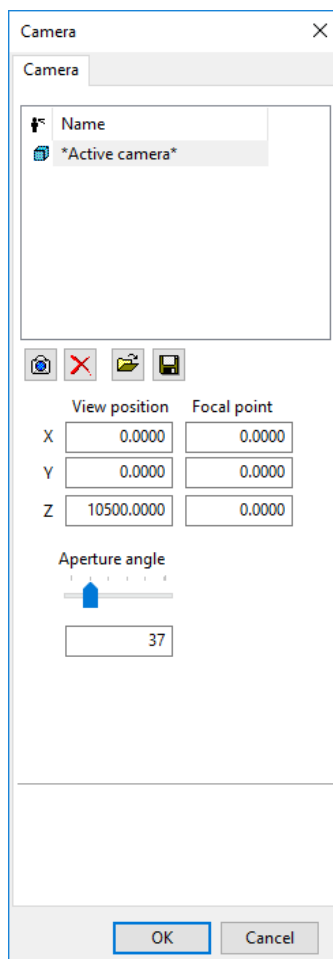 Camera
Camera
Name
*Active camera*
View position Focal point
X 0.0000 0.0000
Y 0.0000 0.0000
Z 10500.0000 0.0000
Aperture angle
37
OK Cancel